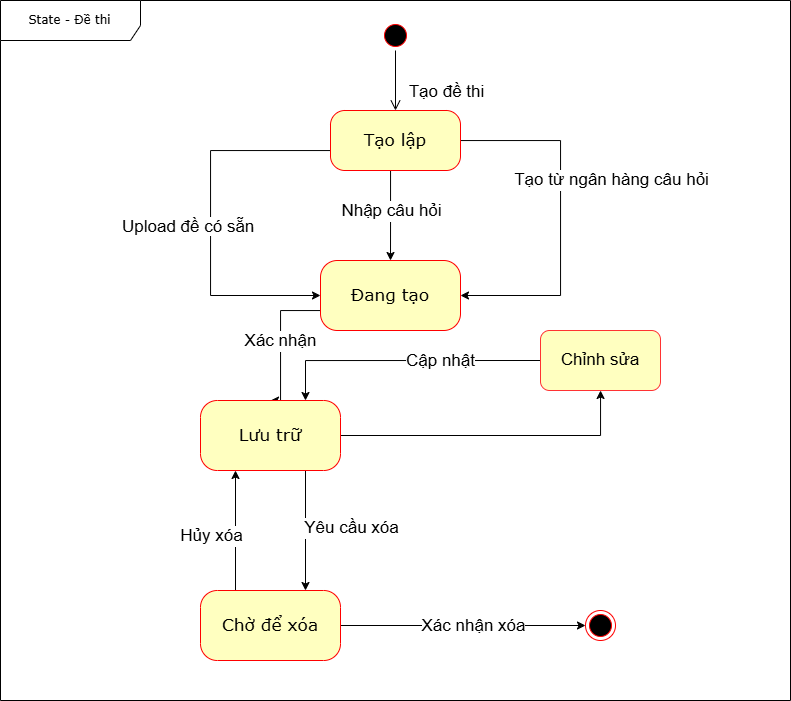 State - Đề thi
Tạo đề thi
Tạo lập
Tạo từ ngân hàng câu hỏi
Nhập câu hỏi
Upload đề có sẵn
Đang tạo
Xác nhận
Cập nhật
Chỉnh sửa
Lưu trữ
Yêu cầu xóa
Hủy xóa
Chờ để xóa
Xác nhận xóa